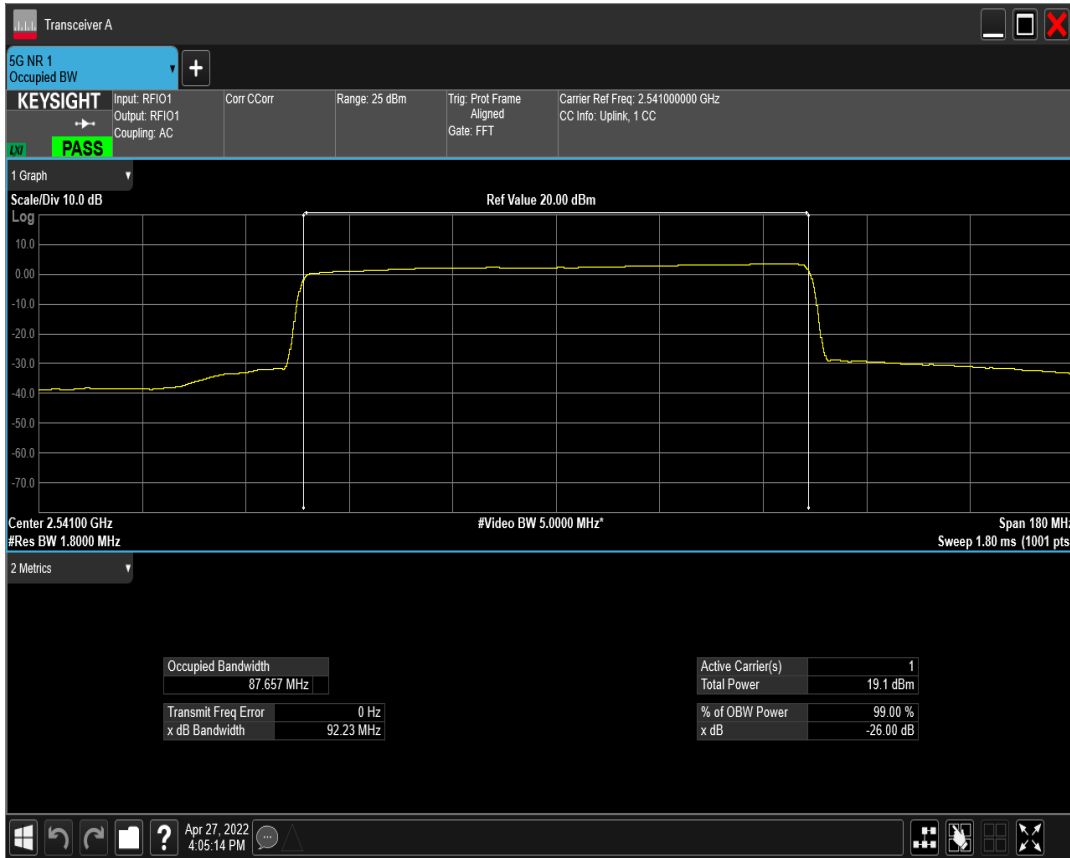 Transceiver A
5G NR 1
Occupied BW
KEYSIGHT
Input: RFIO1
Output: RFIO1
Coupling: AC
Corr CCorr
Range: 25 dBm
Trig: Prot Frame
Aligned
Gate: FFT
Carrier Ref Freq: 2.541000000 GHz
CC Info: Uplink, 1 CC
LXI
PASS
1 Graph
Scale/Div 10.0 dB
Ref Value 20.00 dBm
Log
10.0
0.00
-10.0
-20.0
-30.0
-40.0
-50.0
-60.0
-70.0
Center 2.54100 GHz
#Video BW 5.0000 MHz*
Span 180 MHz
#Res BW 1.8000 MHz
Sweep 1.80 ms (1001 pts
2 Metrics
Occupied Bandwidth
87.657 MHz
Transmit Freq Error 0 Hz
x dB Bandwidth 92.23 MHz
Active Carrier(s) 1
Total Power 19.1 dBm
% of OBW Power 99.00 %
x dB -26.00 dB
?
Apr 27, 2022
4:05:14 PM